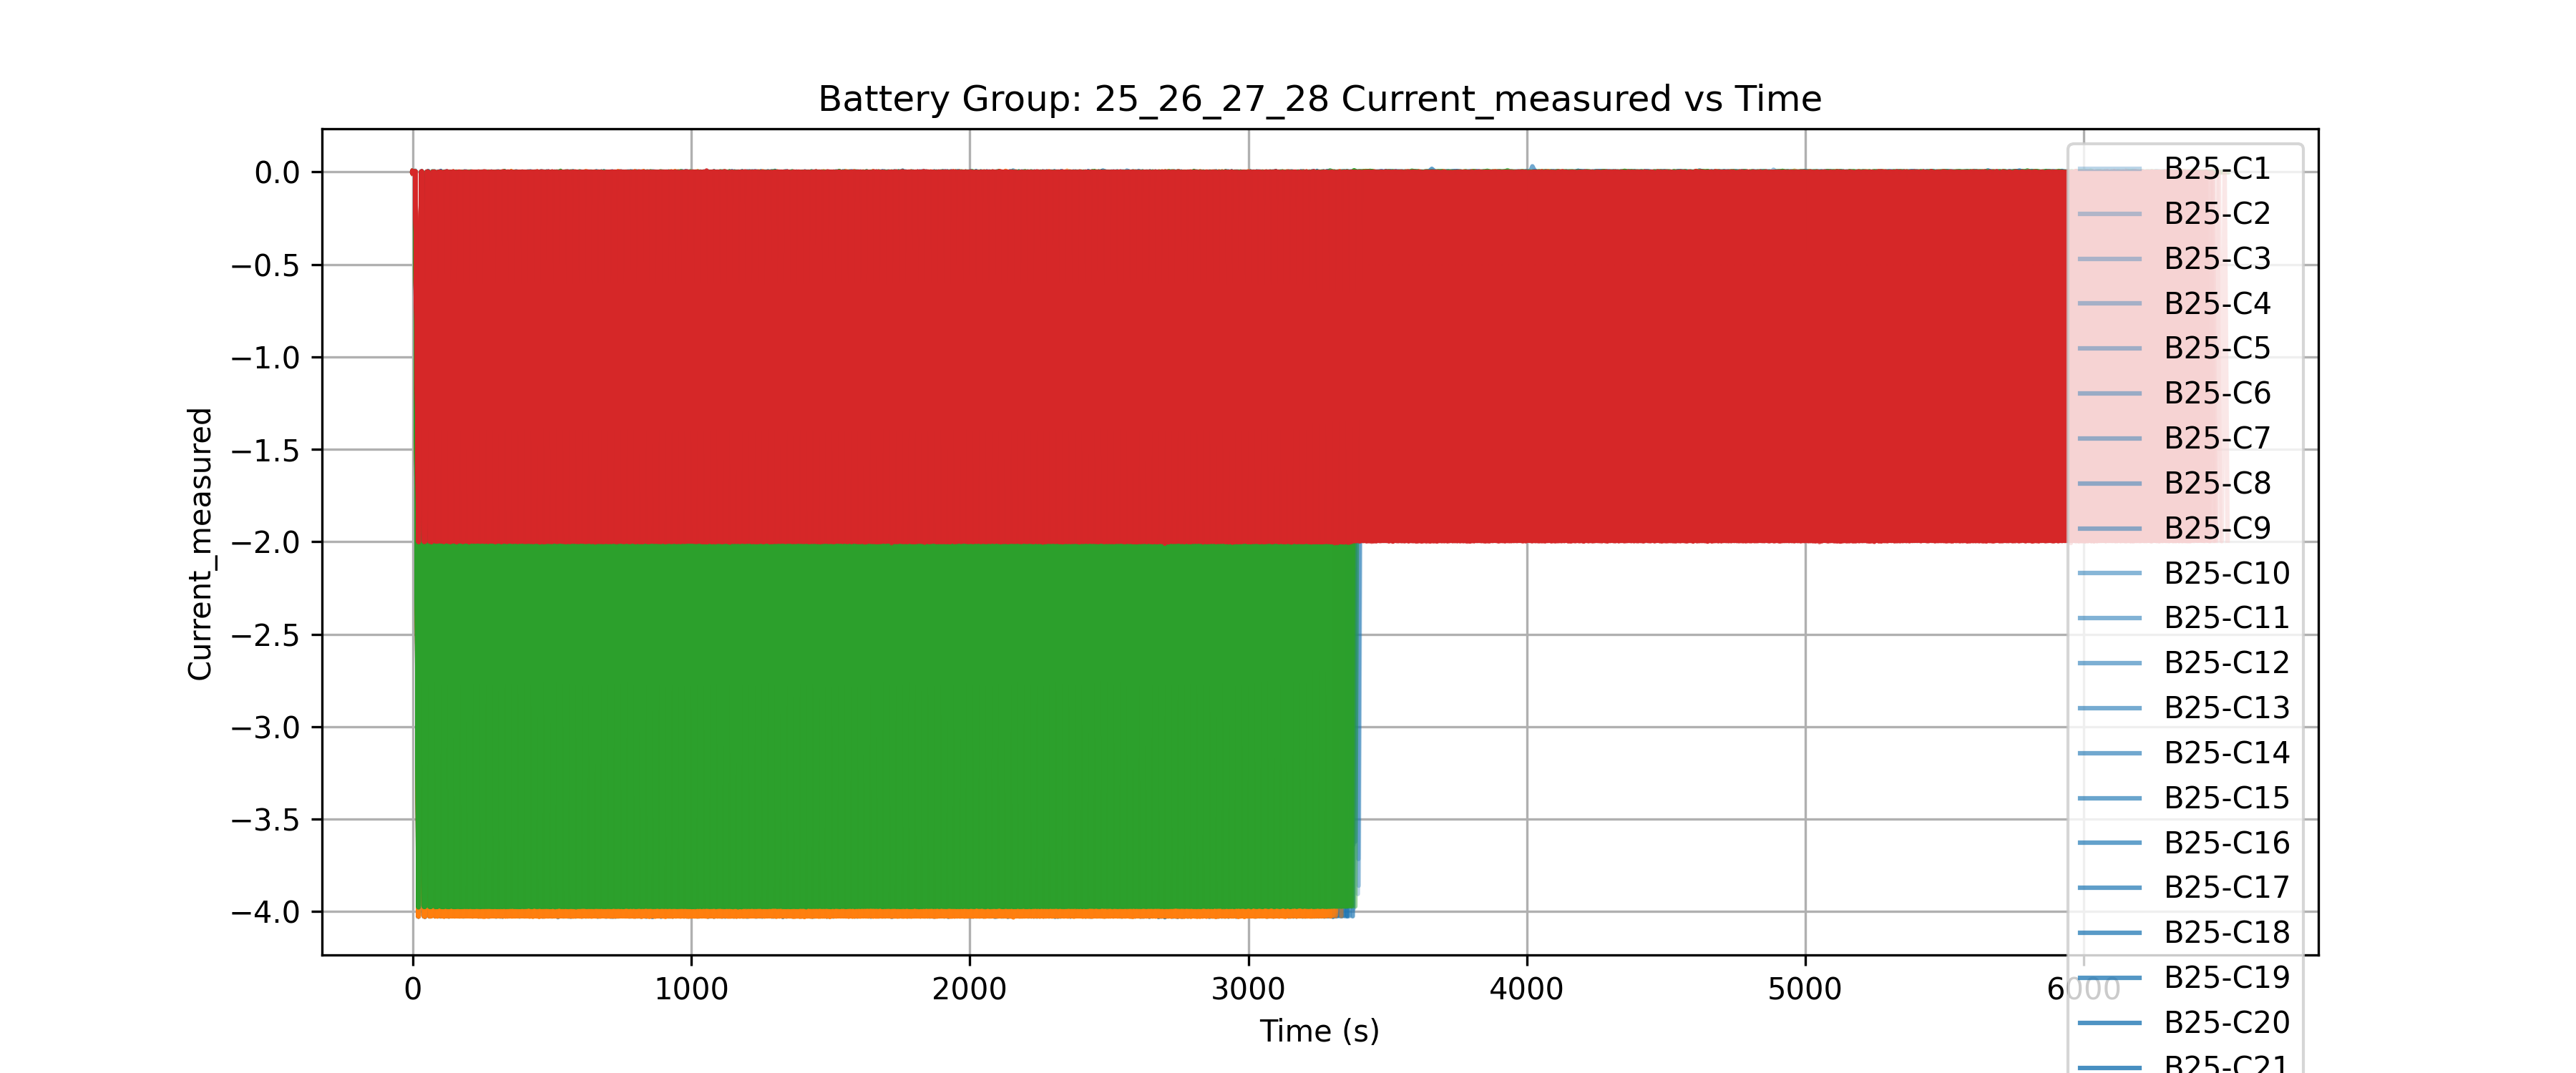 Battery Group: 25_26_27_28 Current_measured vs Time
Current_measured
0.0
−0.5
−1.0
−1.5
−2.0
−2.5
−3.0
−3.5
−4.0
0 1000 2000 3000 4000 5000 6000
Time (s)
B25-C1
B25-C2
B25-C3
B25-C4
B25-C5
B25-C6
B25-C7
B25-C8
B25-C9
B25-C10
B25-C11
B25-C12
B25-C13
B25-C14
B25-C15
B25-C16
B25-C17
B25-C18
B25-C19
B25-C20
B25-C21